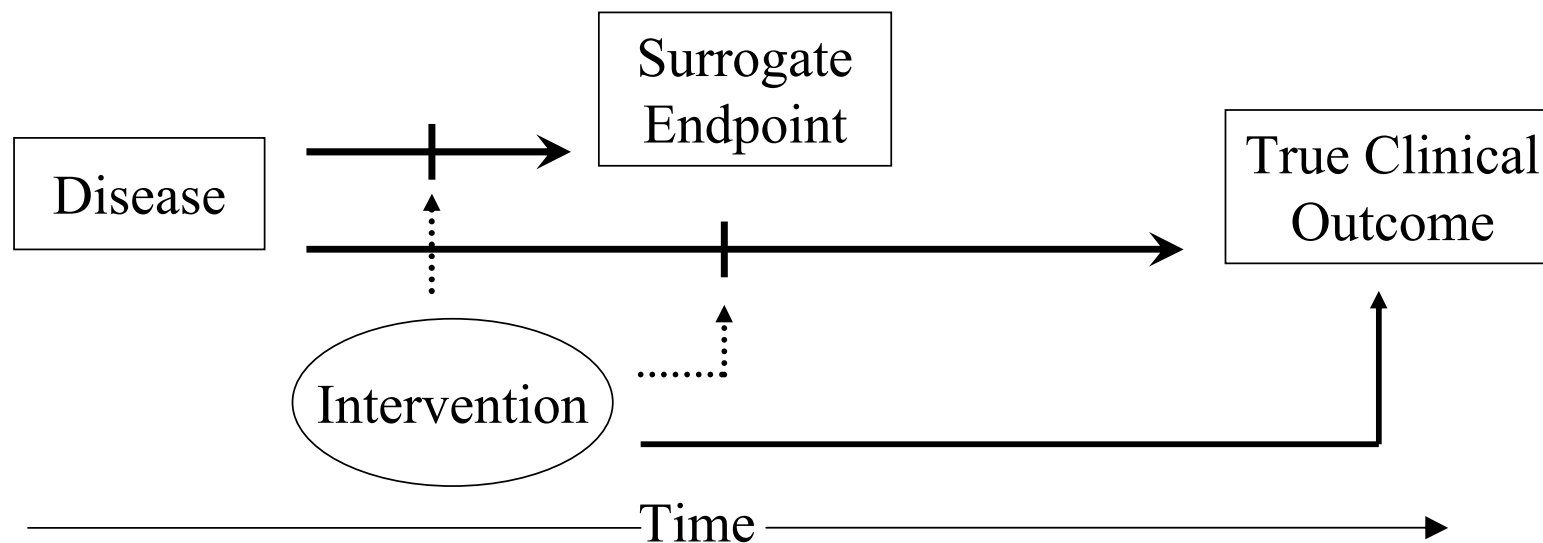 Surrogate
Endpoint
Disease
True Clinical
Outcome
Intervention
Time